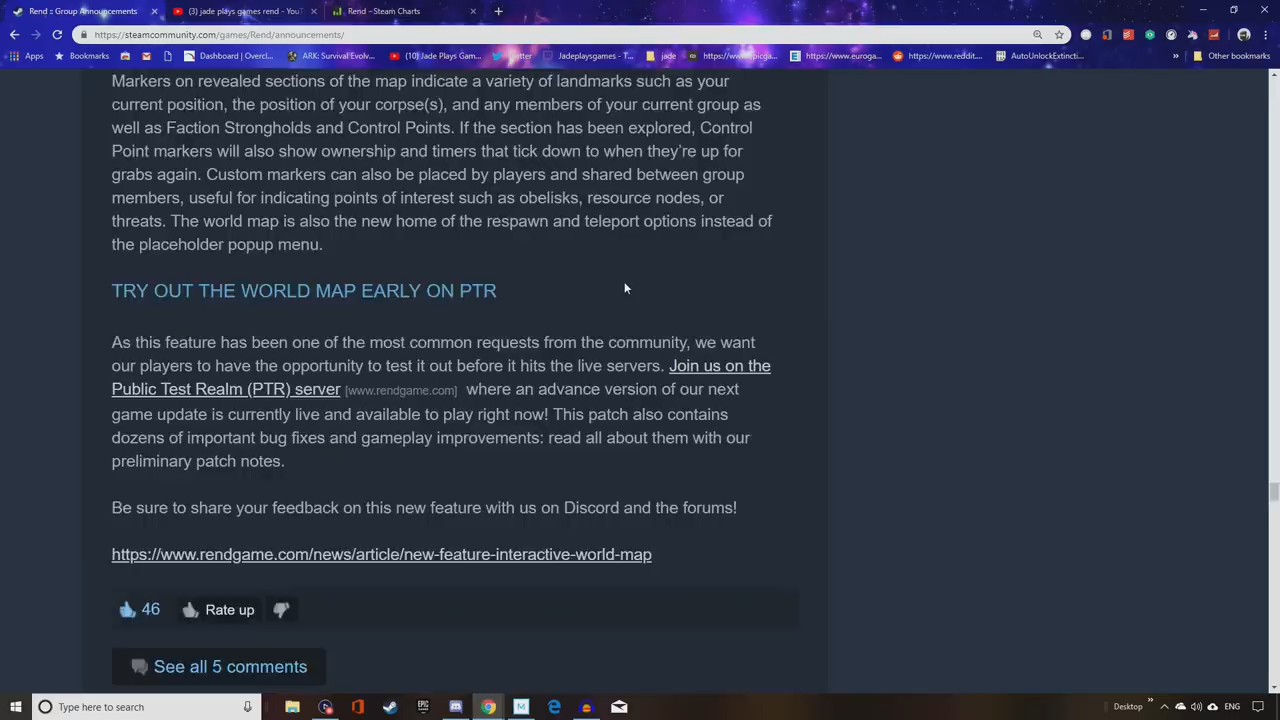 Rend :: Group Announcements
(3) jade plays games rend - YouT
Rend - Steam Charts
https://steamcommunity.com/games/Rend/announcements/
Apps
Bookmarks
Dashboard | Overcl...
ARK: Survival Evolv...
(10) Jade Plays Gam...
Twitter
Jadeplaysgames - T...
jade
https://www.epicga...
https://www.euroga...
https://www.reddit....
AutoUnlockExtincti...
»
Other bookmarks
Markers on revealed sections of the map indicate a variety of landmarks such as your
current position, the position of your corpse(s), and any members of your current group as
well as Faction Strongholds and Control Points. If the section has been explored, Control
Point markers will also show ownership and timers that tick down to when they're up for
grabs again. Custom markers can also be placed by players and shared between group
members, useful for indicating points of interest such as obelisks, resource nodes, or
threats. The world map is also the new home of the respawn and teleport options instead of
the placeholder popup menu.
TRY OUT THE WORLD MAP EARLY ON PTR
As this feature has been one of the most common requests from the community, we want
our players to have the opportunity to test it out before it hits the live servers. Join us on the
Public Test Realm (PTR) server [www.rendgame.com] where an advance version of our next
game update is currently live and available to play right now! This patch also contains
dozens of important bug fixes and gameplay improvements: read all about them with our
preliminary patch notes.
Be sure to share your feedback on this new feature with us on Discord and the forums!
https://www.rendgame.com/news/article/new-feature-interactive-world-map
46
Rate up
See all 5 comments
Type here to search
Desktop
»
ENG